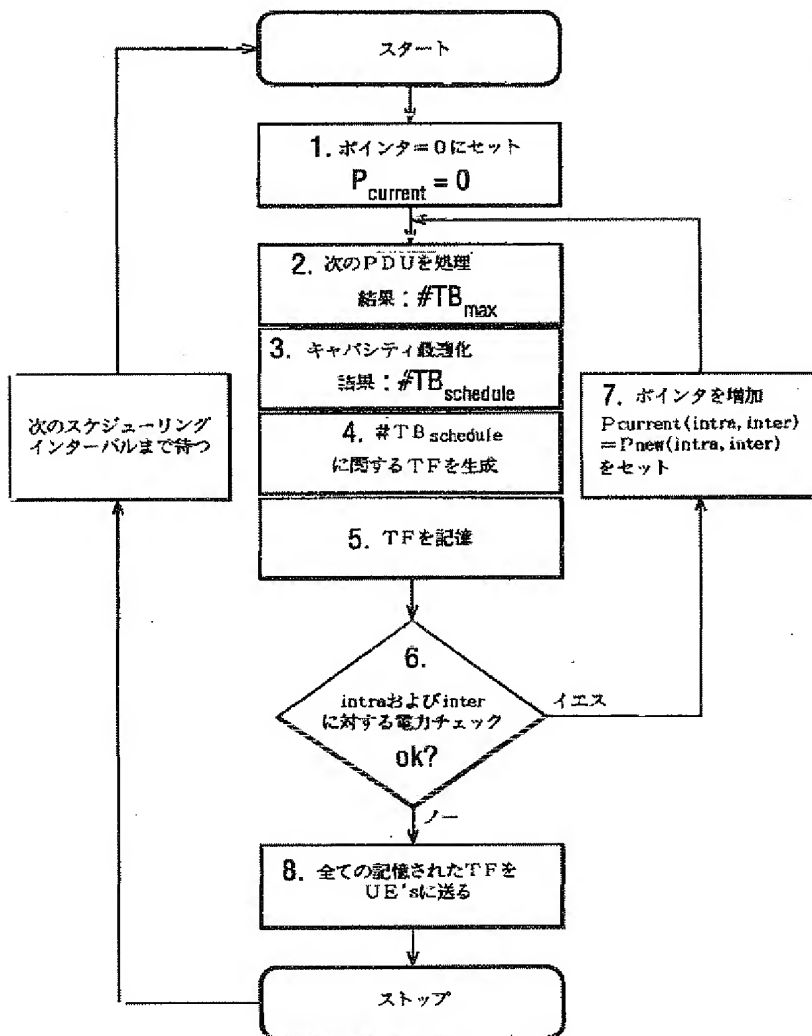 スタート
1. ポインタ=0にセット
Pcurrent = 0
2. 次のPDUを処理
結果:#TBmax
3. キャパシティ最適化
結果:#TBschedule
4. #TBschedule
に関するTFを生成
5. TFを記憶
6.
intraおよびinter
に対する電力チェック
ok?
イエス
ノー
7. ポインタを増加
Pcurrent(intra,inter)
=Pnew(intra,inter)
をセット
8. 全ての記憶されたTFを
UE'sに送る
ストップ
次のスケジューリング
インターバルまで待つ